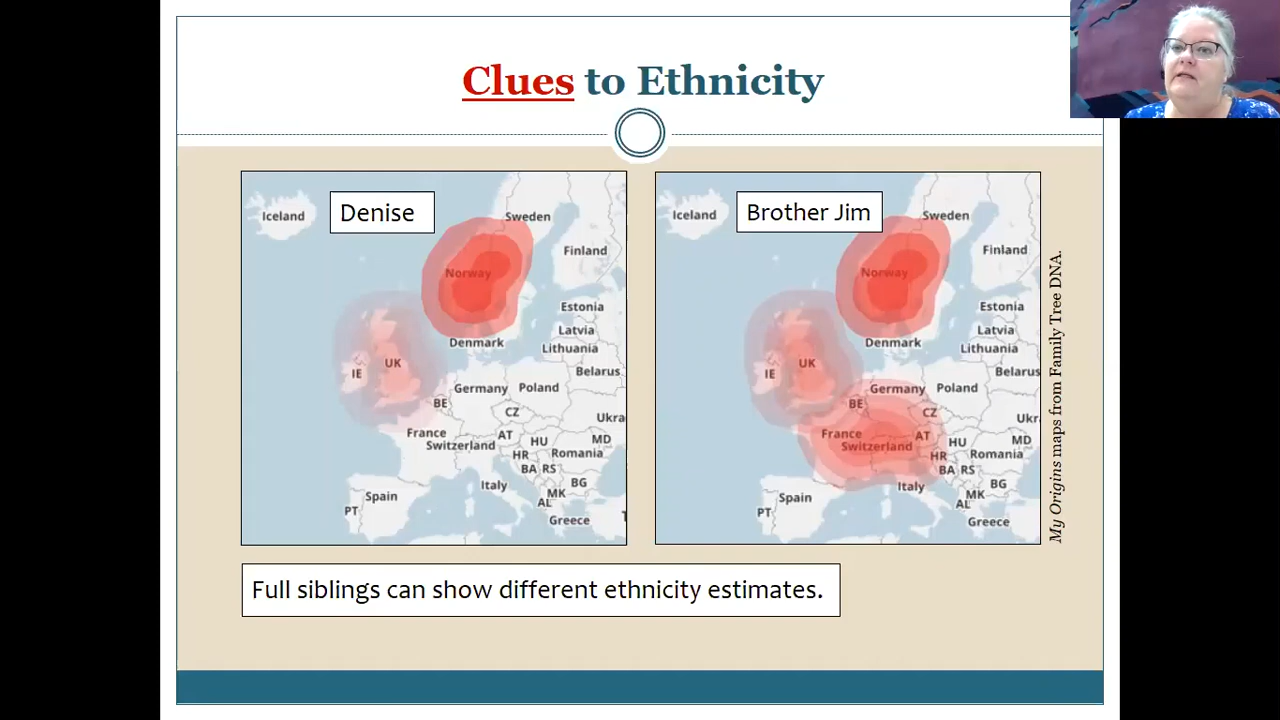 Clues to Ethnicity
Denise
Iceland
Sweden
Finland
Norway
Estonia
Latvia
Denmark
Lithuania
UK
IE
Belarus
Germany
Poland
BE
CZ
Ukra
France
AT
HU
MD
Switzerland
HR
Romania
BA RS
Italy
BG
MK
Spain
AL
PT
Greece
Brother Jim
Iceland
Sweden
Finland
Norway
Estonia
Latvia
Denmark
Lithuania
UK
IE
Belarus
Germany
Poland
BE
CZ
Ukr
France
AT
HU
MD
Switzerland
HR
Romania
BA RS
Italy
BG
MK
Spain
AL
PT
Greece
My Origins maps from Family Tree DNA.
Full siblings can show different ethnicity estimates.